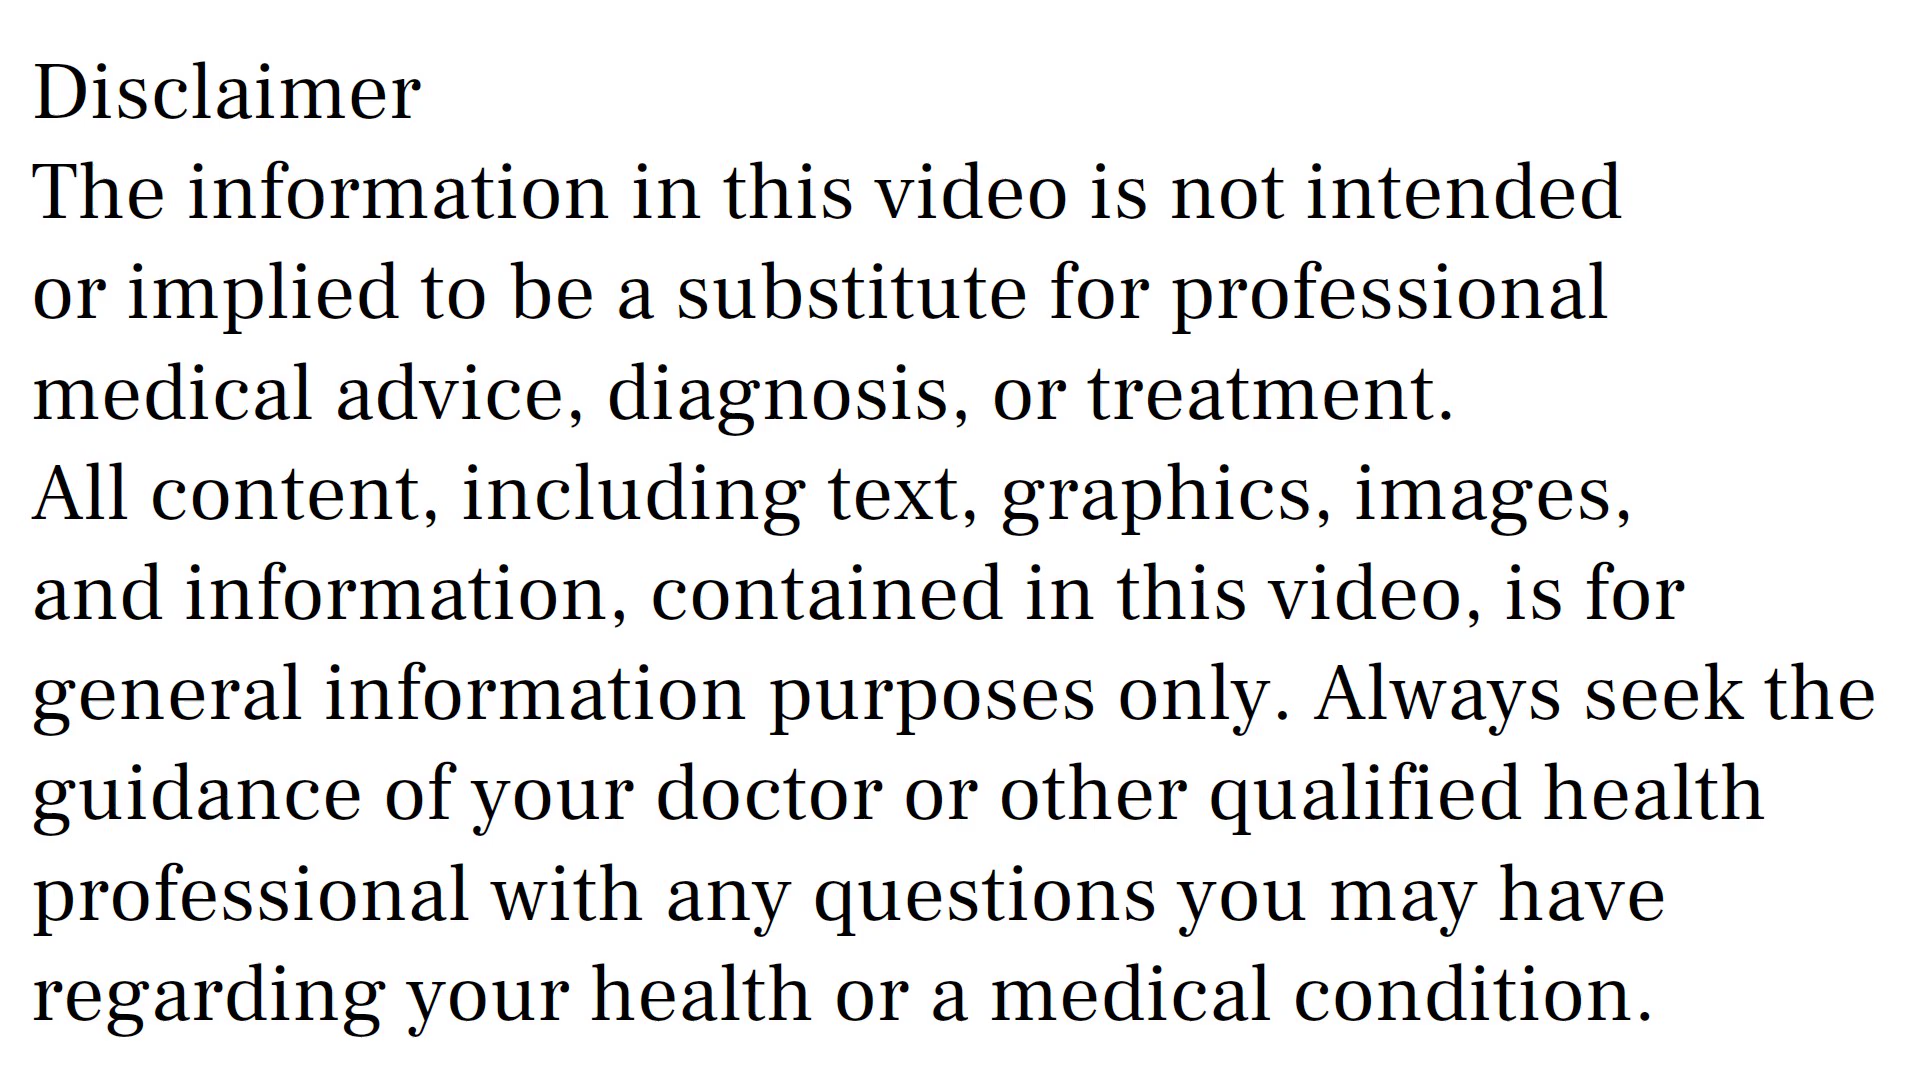 Disclaimer
The information in this video is not intended
or implied to be a substitute for professional
medical advice, diagnosis, or treatment.
All content, including text, graphics, images,
and information, contained in this video, is for
general information purposes only. Always seek the
guidance of your doctor or other qualified health
professional with any questions you may have
regarding your health or a medical condition.